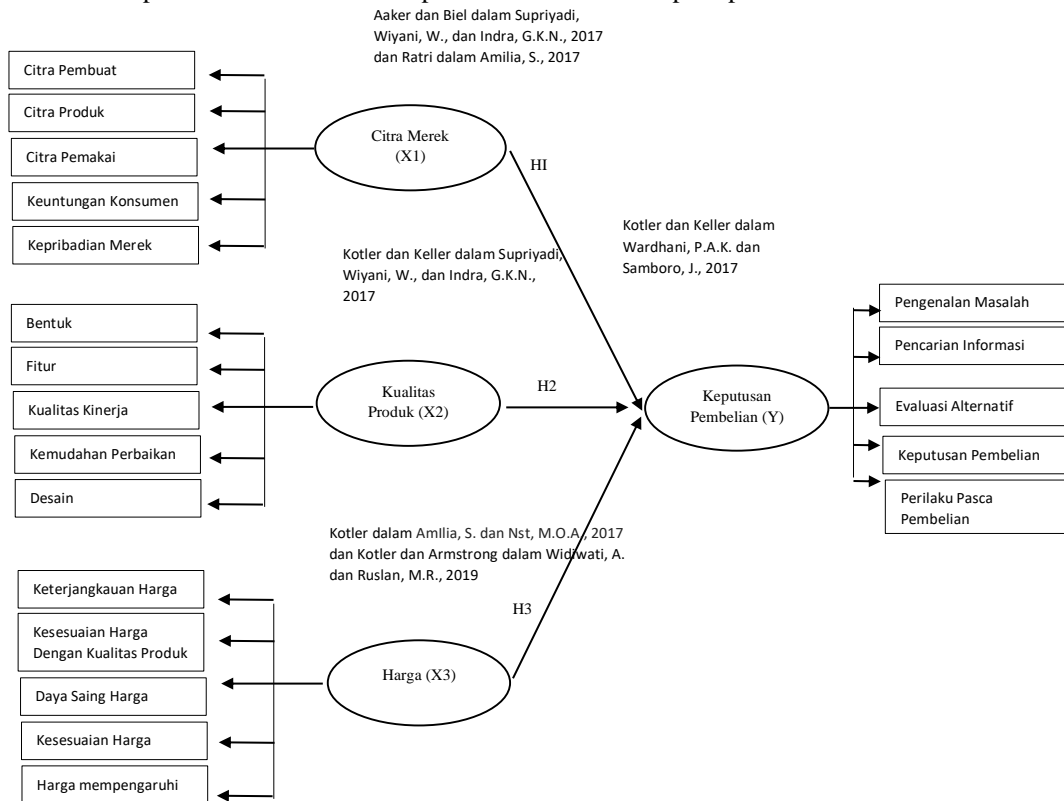 Aaker dan Biel dalam Supriyadi,
Wiyani, W., dan Indra, G.K.N., 2017
dan Ratri dalam Amilia, S., 2017
Citra Pembuat
Citra Produk
Citra Pemakai
Keuntungan Konsumen
Kepribadian Merek
Citra Merek
(X1)
HI
Kotler dan Keller dalam Supriyadi,
Wiyani, W., dan Indra, G.K.N.,
2017
Kotler dan Keller dalam
Wardhani, P.A.K. dan
Samboro, J., 2017
Bentuk
Fitur
Kualitas Kinerja
Kemudahan Perbaikan
Desain
Kualitas
Produk (X2)
H2
Keputusan
Pembelian (Y)
Pengenalan Masalah
Pencarian Informasi
Evaluasi Alternatif
Keputusan Pembelian
Perilaku Pasca
Pembelian
Kotler dalam Amllia, S. dan Nst, M.O.A., 2017
dan Kotler dan Armstrong dalam Widiwati, A.
dan Ruslan, M.R., 2019
H3
Keterjangkauan Harga
Kesesuaian Harga
Dengan Kualitas Produk
Daya Saing Harga
Kesesuaian Harga
Harga mempengaruhi
Harga (X3)